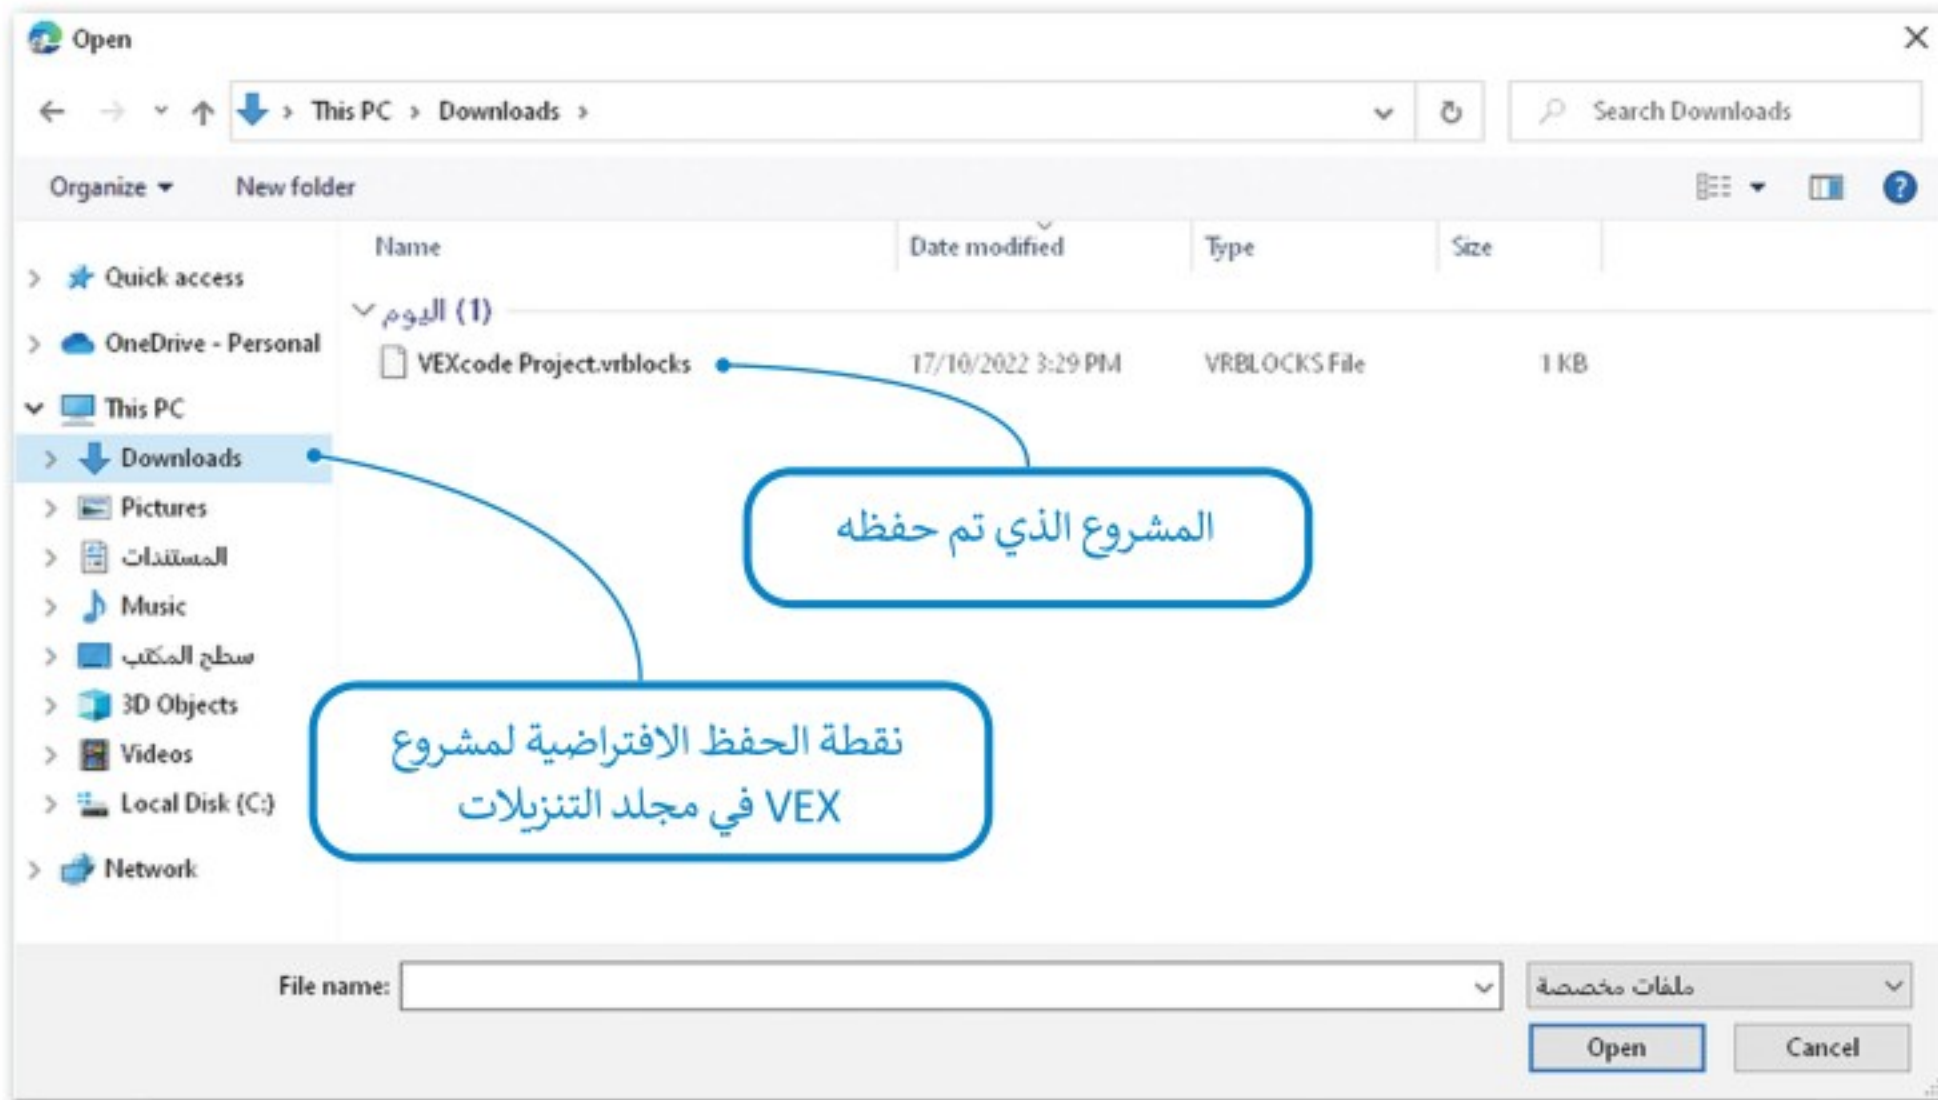 Open
This PC > Downloads >
Search Downloads
Organize
New folder
Name
Date modified
Type
Size
Quick access
OneDrive - Personal
This PC
Downloads
Pictures
المستندات
Music
سطح المكتب
3D Objects
Videos
Local Disk (C:)
Network
اليوم (1)
VEXcode Project.vrblocks
17/10/2022 3:29 PM
VRBLOCKS File
1 KB
المشروع الذي تم حفظه
نقطة الحفظ الافتراضية لمشروع
VEX في مجلد التنزيلات
File name:
ملفات مخصصة
Open
Cancel